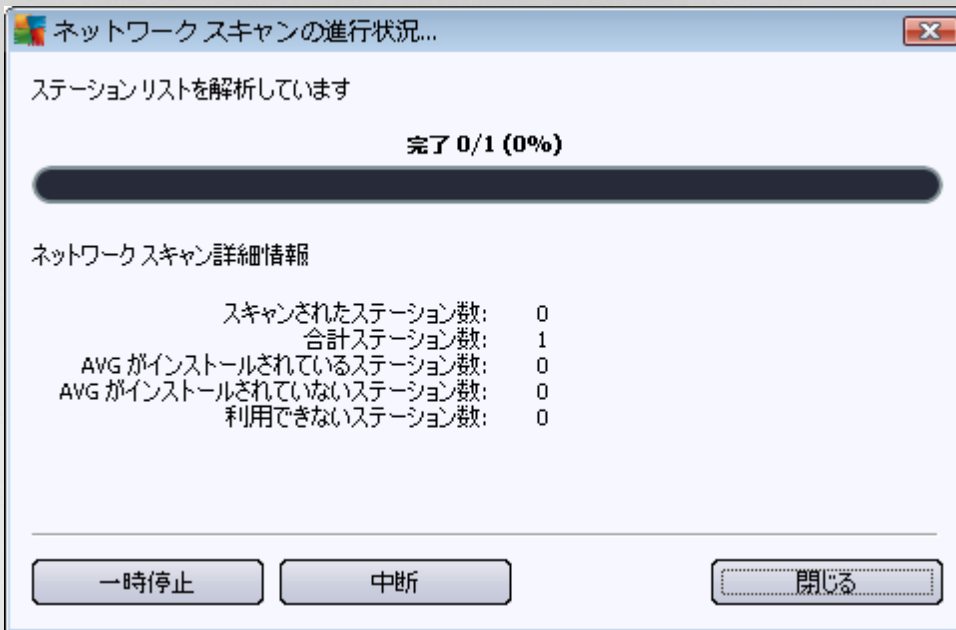 ネットワーク スキャンの進行状況...
ステーション リストを解析しています
完了 0/1 (0%)
ネットワーク スキャン詳細情報
スキャンされたステーション数: 0
合計ステーション数: 1
AVG がインストールされているステーション数: 0
AVG がインストールされていないステーション数: 0
利用できないステーション数: 0
一時停止 中断 閉じる